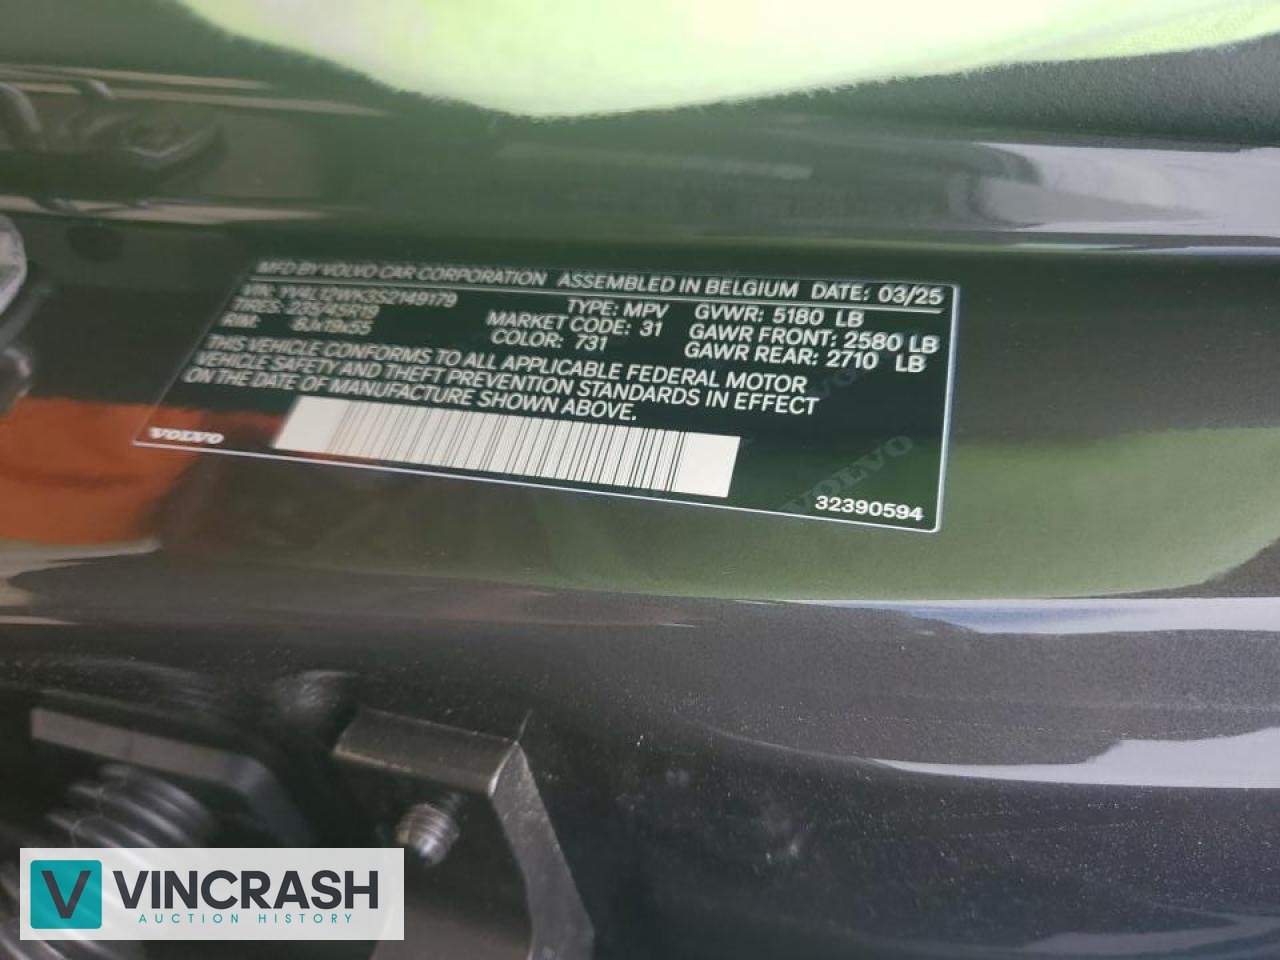 MFD BY VOLVO CAR CORPORATION ASSEMBLED IN BELGIUM DATE: 03/25
VIN: YV4L12WK3S2149179 TYPE: MPV GVWR: 5180 LB
TIRES: 235/45R19 MARKET CODE: 31 GAWR FRONT: 2580 LB
RIM: 8Jx19x55 COLOR: 731 GAWR REAR: 2710 LB
THIS VEHICLE CONFORMS TO ALL APPLICABLE FEDERAL MOTOR
VEHICLE SAFETY AND THEFT PREVENTION STANDARDS IN EFFECT
ON THE DATE OF MANUFACTURE SHOWN ABOVE.
VOLVO
VOLVO
32390594
V VINCRASH
AUCTION HISTORY